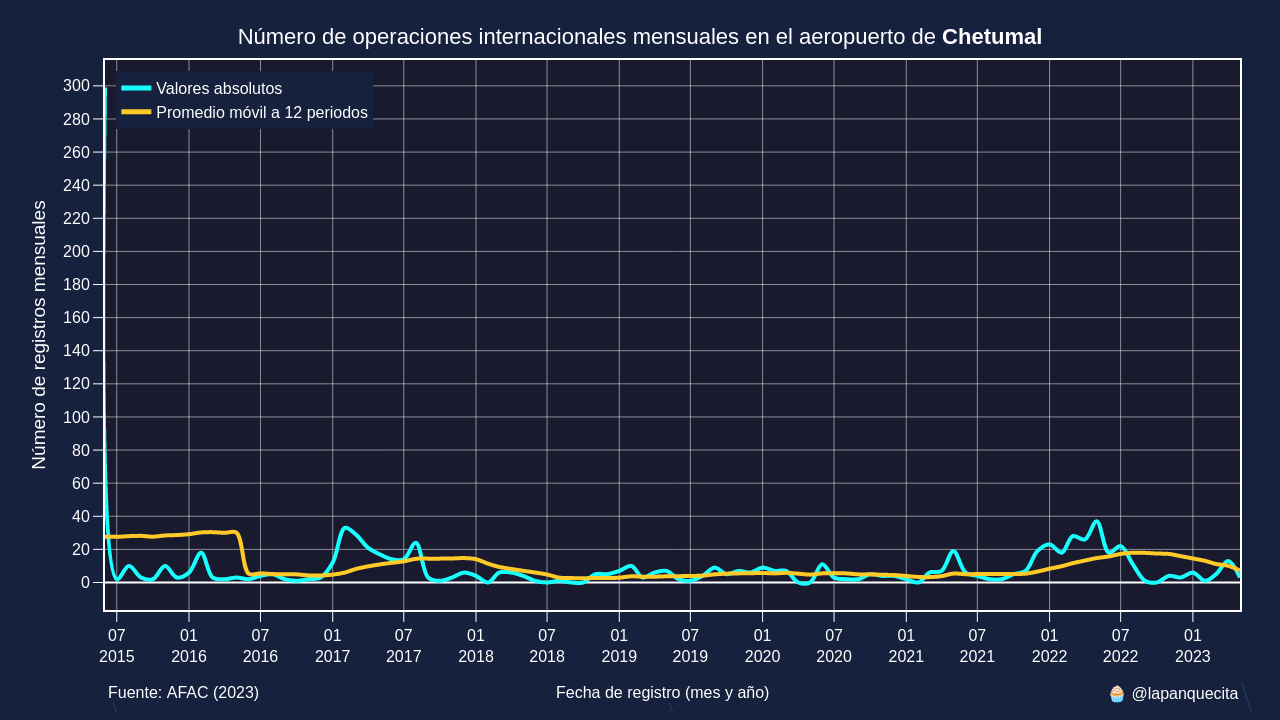 Número de operaciones internacionales mensuales en el aeropuerto de Chetumal
Valores absolutos
Promedio móvil a 12 periodos
Número de registros mensuales
300
280
260
240
220
200
180
160
140
120
100
80
60
40
20
0
07 01 07 01 07 01 07 01 07 01 07 01 07 01 07 01
2015 2016 2016 2017 2017 2018 2018 2019 2019 2020 2020 2021 2021 2022 2022 2023
Fuente: AFAC (2023)
Fecha de registro (mes y año)
🧁 @lapanquecita